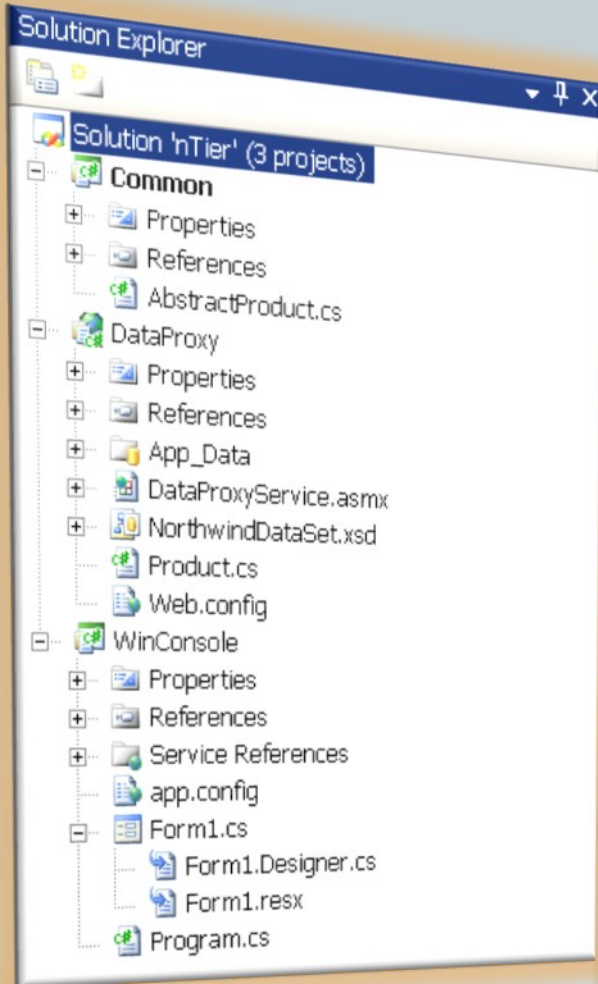 Solution Explorer
Solution 'nTier' (3 projects)
Common
Properties
References
AbstractProduct.cs
DataProxy
Properties
References
App_Data
DataProxyService.asmx
NorthwindDataSet.xsd
Product.cs
Web.config
WinConsole
Properties
References
Service References
app.config
Form1.cs
Form1.Designer.cs
Form1.resx
Program.cs